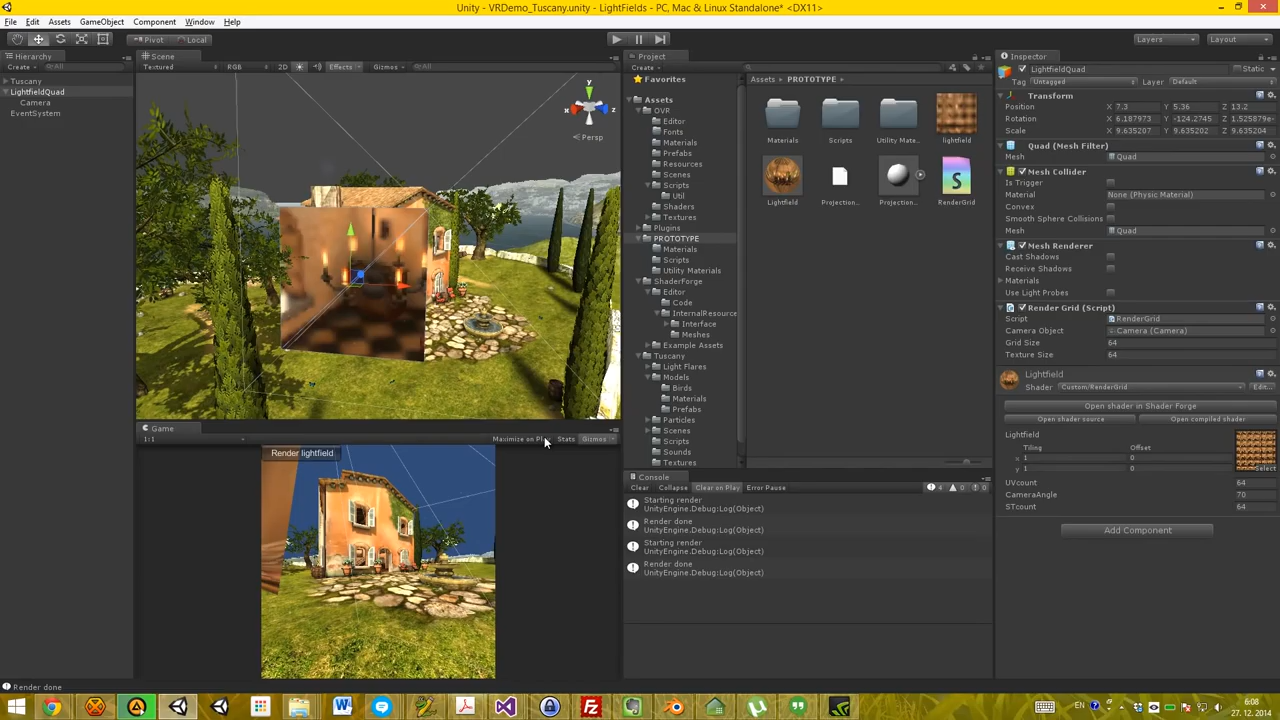 Unity - VRDemo_Tuscany.unity - LightFields - PC, Mac & Linux Standalone* <DX11>
File Edit Assets GameObject Component Window Help
Pivot Local Layers Layout
Hierarchy
Create All
Tuscany
LightfieldQuad
Camera
EventSystem
Scene
Textured RGB 2D Effects Gizmos All
y
x
z
Persp
Game
1:1 Maximize on Play Stats Gizmos
Render lightfield
Project
Create
Favorites
Assets
OVR
Editor
Fonts
Materials
Prefabs
Resources
Scenes
Scripts
Util
Shaders
Textures
Plugins
PROTOTYPE
Materials
Scripts
Utility Materials
ShaderForge
Editor
Code
InternalResource
Interface
Meshes
Example Assets
Tuscany
Light Flares
Models
Birds
Materials
Prefabs
Particles
Scenes
Scripts
Sounds
Textures
Assets PROTOTYPE
Materials Scripts Utility Mate... lightfield
Lightfield Projection... Projection... RenderGrid
S
Console
Clear Collapse Clear on Play Error Pause 4 0 0
Starting render
UnityEngine.Debug:Log(Object)
Render done
UnityEngine.Debug:Log(Object)
Starting render
UnityEngine.Debug:Log(Object)
Render done
UnityEngine.Debug:Log(Object)
Inspector
LightfieldQuad Static
Tag Untagged Layer Default
Transform
Position X 7.3 Y 5.36 Z 13.2
Rotation X 6.187973 Y -124.2745 Z 1.525879e-
Scale X 9.635207 Y 9.635202 Z 9.635204
Quad (Mesh Filter)
Mesh Quad
Mesh Collider
Is Trigger
Material None (Physic Material)
Convex
Smooth Sphere Collisions
Mesh Quad
Mesh Renderer
Cast Shadows
Receive Shadows
Materials
Use Light Probes
Render Grid (Script)
Script RenderGrid
Camera Object Camera (Camera)
Grid Size 64
Texture Size 64
Lightfield
Shader Custom/RenderGrid Edit...
Open shader in Shader Forge
Open shader source Open compiled shader
Lightfield
Tiling Offset
x 1 0
y 1 0
Select
UVcount 64
CameraAngle 70
STcount 64
Add Component
Render done
EN 6:08
27. 12. 2014